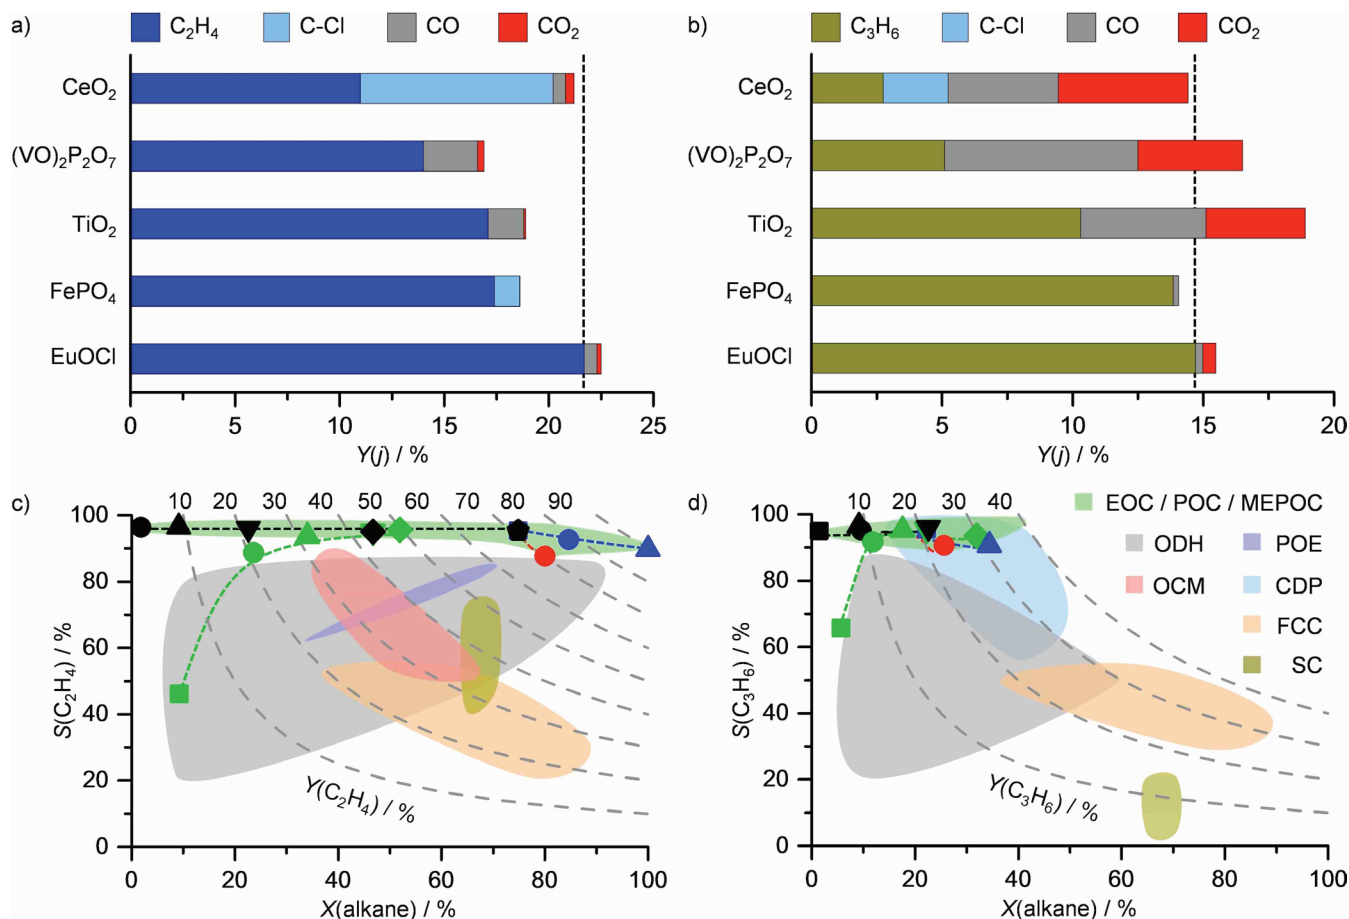 a) C₂H₄ C-Cl CO CO₂
CeO₂
(VO)₂P₂O₇
TiO₂
FePO₄
EuOCl
0 5 10 15 20 25
Y(j) / %
b) C₃H₆ C-Cl CO CO₂
CeO₂
(VO)₂P₂O₇
TiO₂
FePO₄
EuOCl
0 5 10 15 20
Y(j) / %
c) 10 20 30 40 50 60 70 80 90
100
80
60
40
20
0
S(C₂H₄) / %
Y(C₂H₄) / %
0 20 40 60 80 100
X(alkane) / %
d) 10 20 30 40
EOC / POC / MEPOC
ODH POE
OCM CDP
FCC
SC
100
80
60
40
20
0
S(C₃H₆) / %
Y(C₃H₆) / %
0 20 40 60 80 100
X(alkane) / %